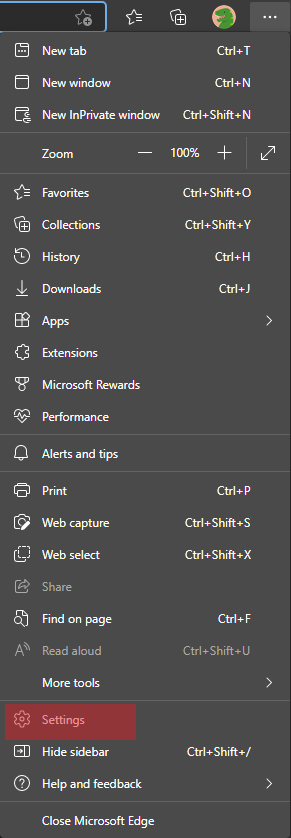 New tab Ctrl+T
New window Ctrl+N
New InPrivate window Ctrl+Shift+N
Zoom — 100% +
Favorites Ctrl+Shift+O
Collections Ctrl+Shift+Y
History Ctrl+H
Downloads Ctrl+J
Apps
Extensions
Microsoft Rewards
Performance
Alerts and tips
Print Ctrl+P
Web capture Ctrl+Shift+S
Web select Ctrl+Shift+X
Share
Find on page Ctrl+F
Read aloud Ctrl+Shift+U
More tools
Settings
Hide sidebar Ctrl+Shift+/
Help and feedback
Close Microsoft Edge